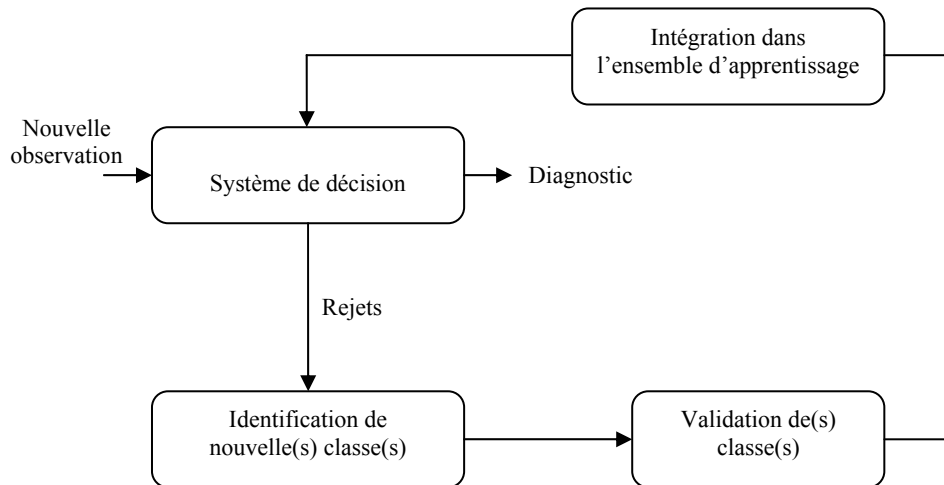 Intégration dans
l’ensemble d’apprentissage
Nouvelle
observation
Système de décision
Diagnostic
Rejets
Identification de
nouvelle(s) classe(s)
Validation de(s)
classe(s)